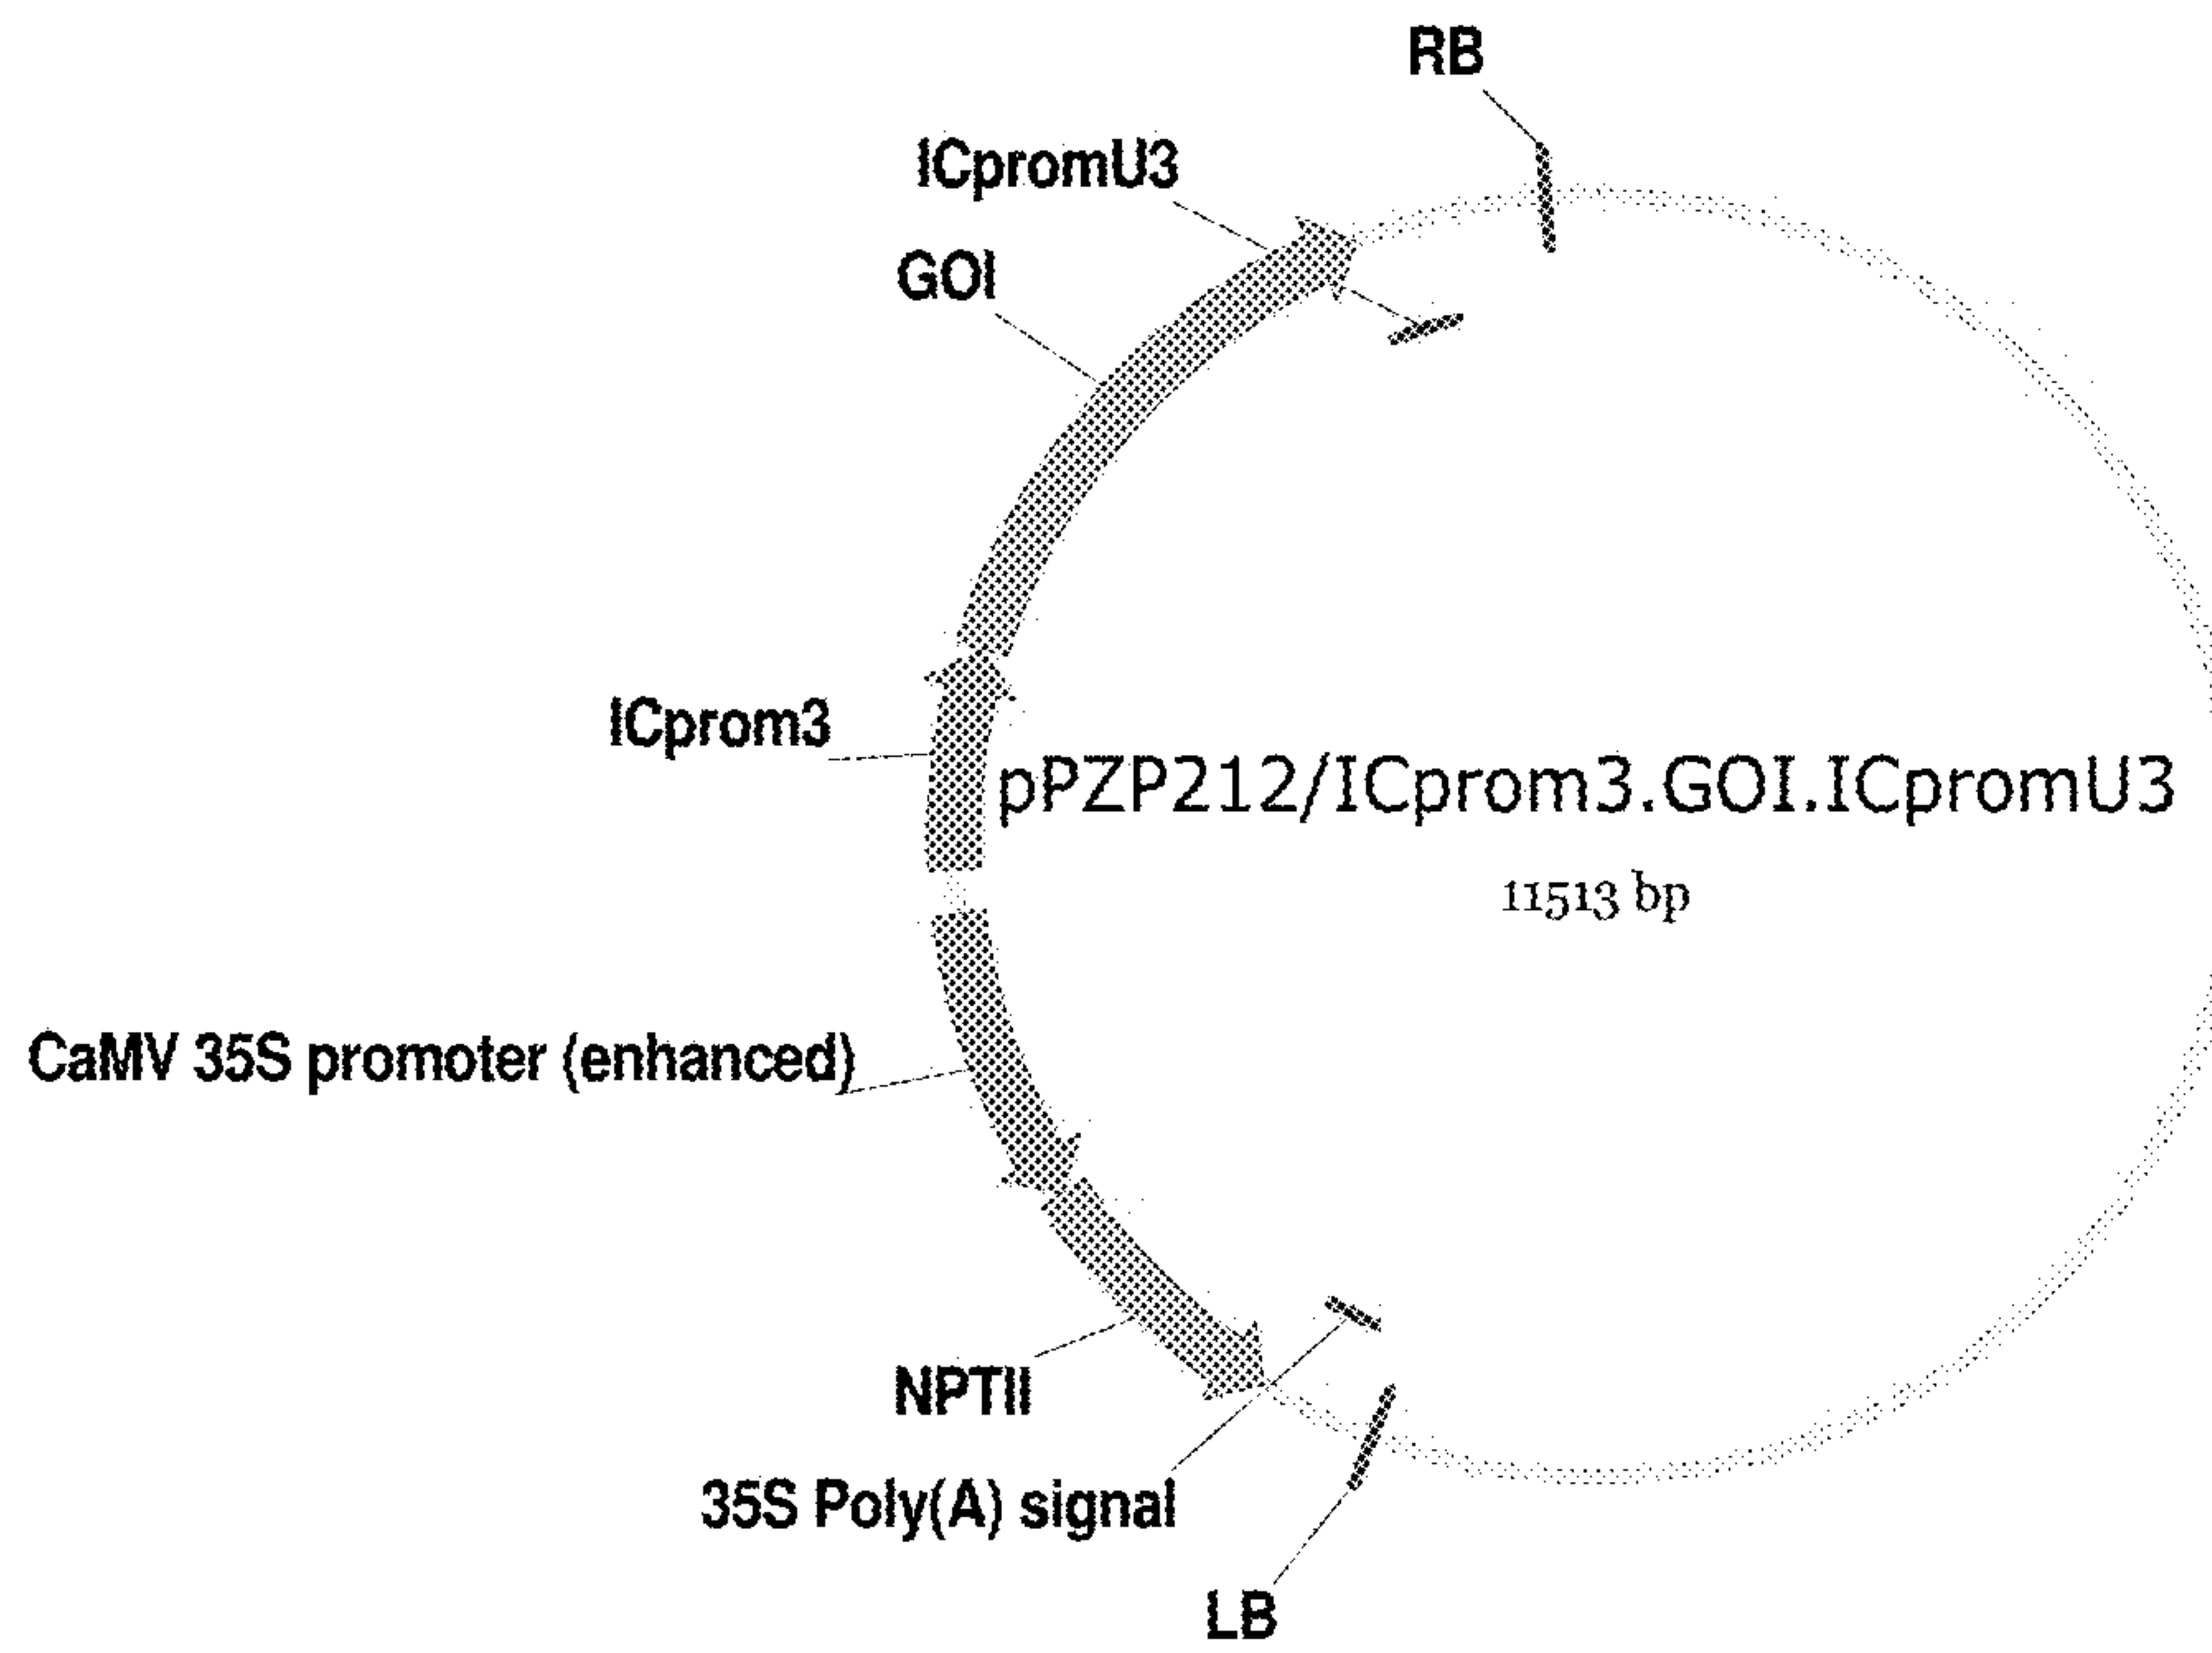 RB
ICpromU3
GOI
ICprom3
pPZP212/ICprom3.GOI.ICpromU3
11513 bp
CaMV 35S promoter (enhanced)
NPTII
35S Poly(A) signal
LB